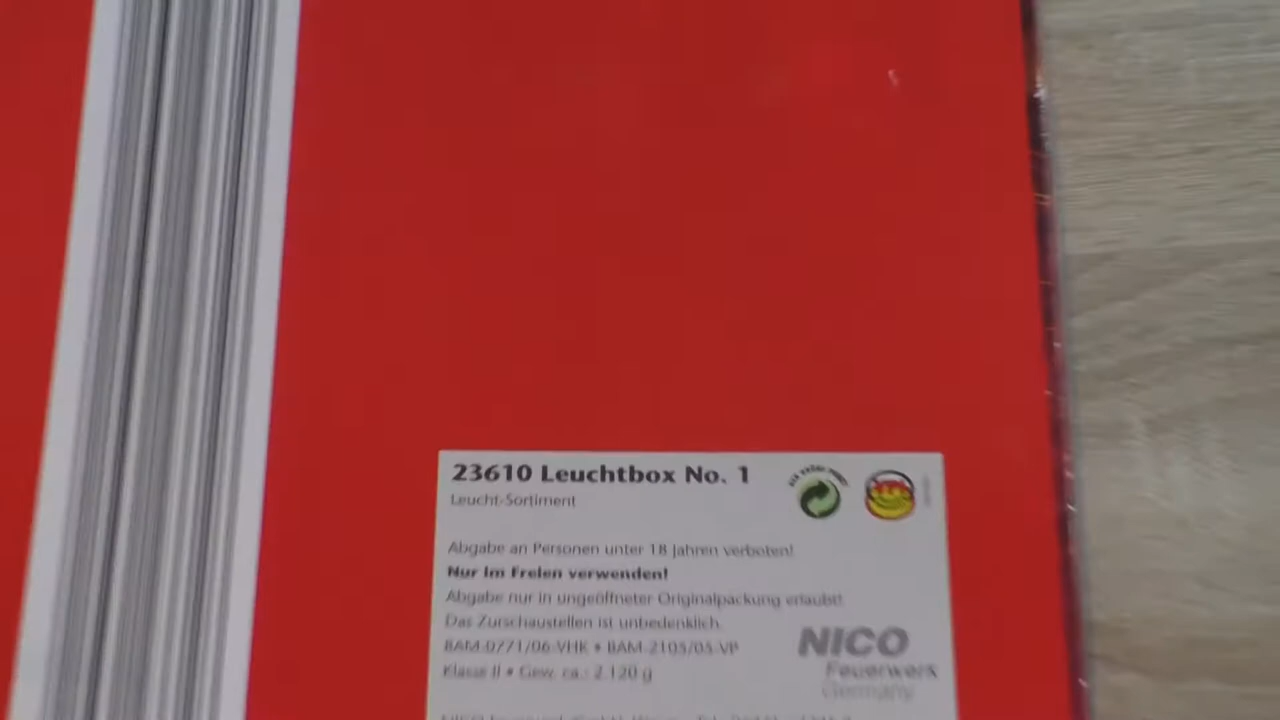 23610 Leuchtbox No. 1
Leucht-Sortiment
Abgabe an Personen unter 18 Jahren verboten!
Nur im Freien verwenden!
Abgabe nur in ungeöffneter Originalpackung erlaubt!
Das Zurschaustellen ist unbedenklich.
BAM-0771/06-VHK • BAM-2105/05-VP
Klasse II • Gew. ca.: 2.120 g
NICO
Feuerwerk
Germany